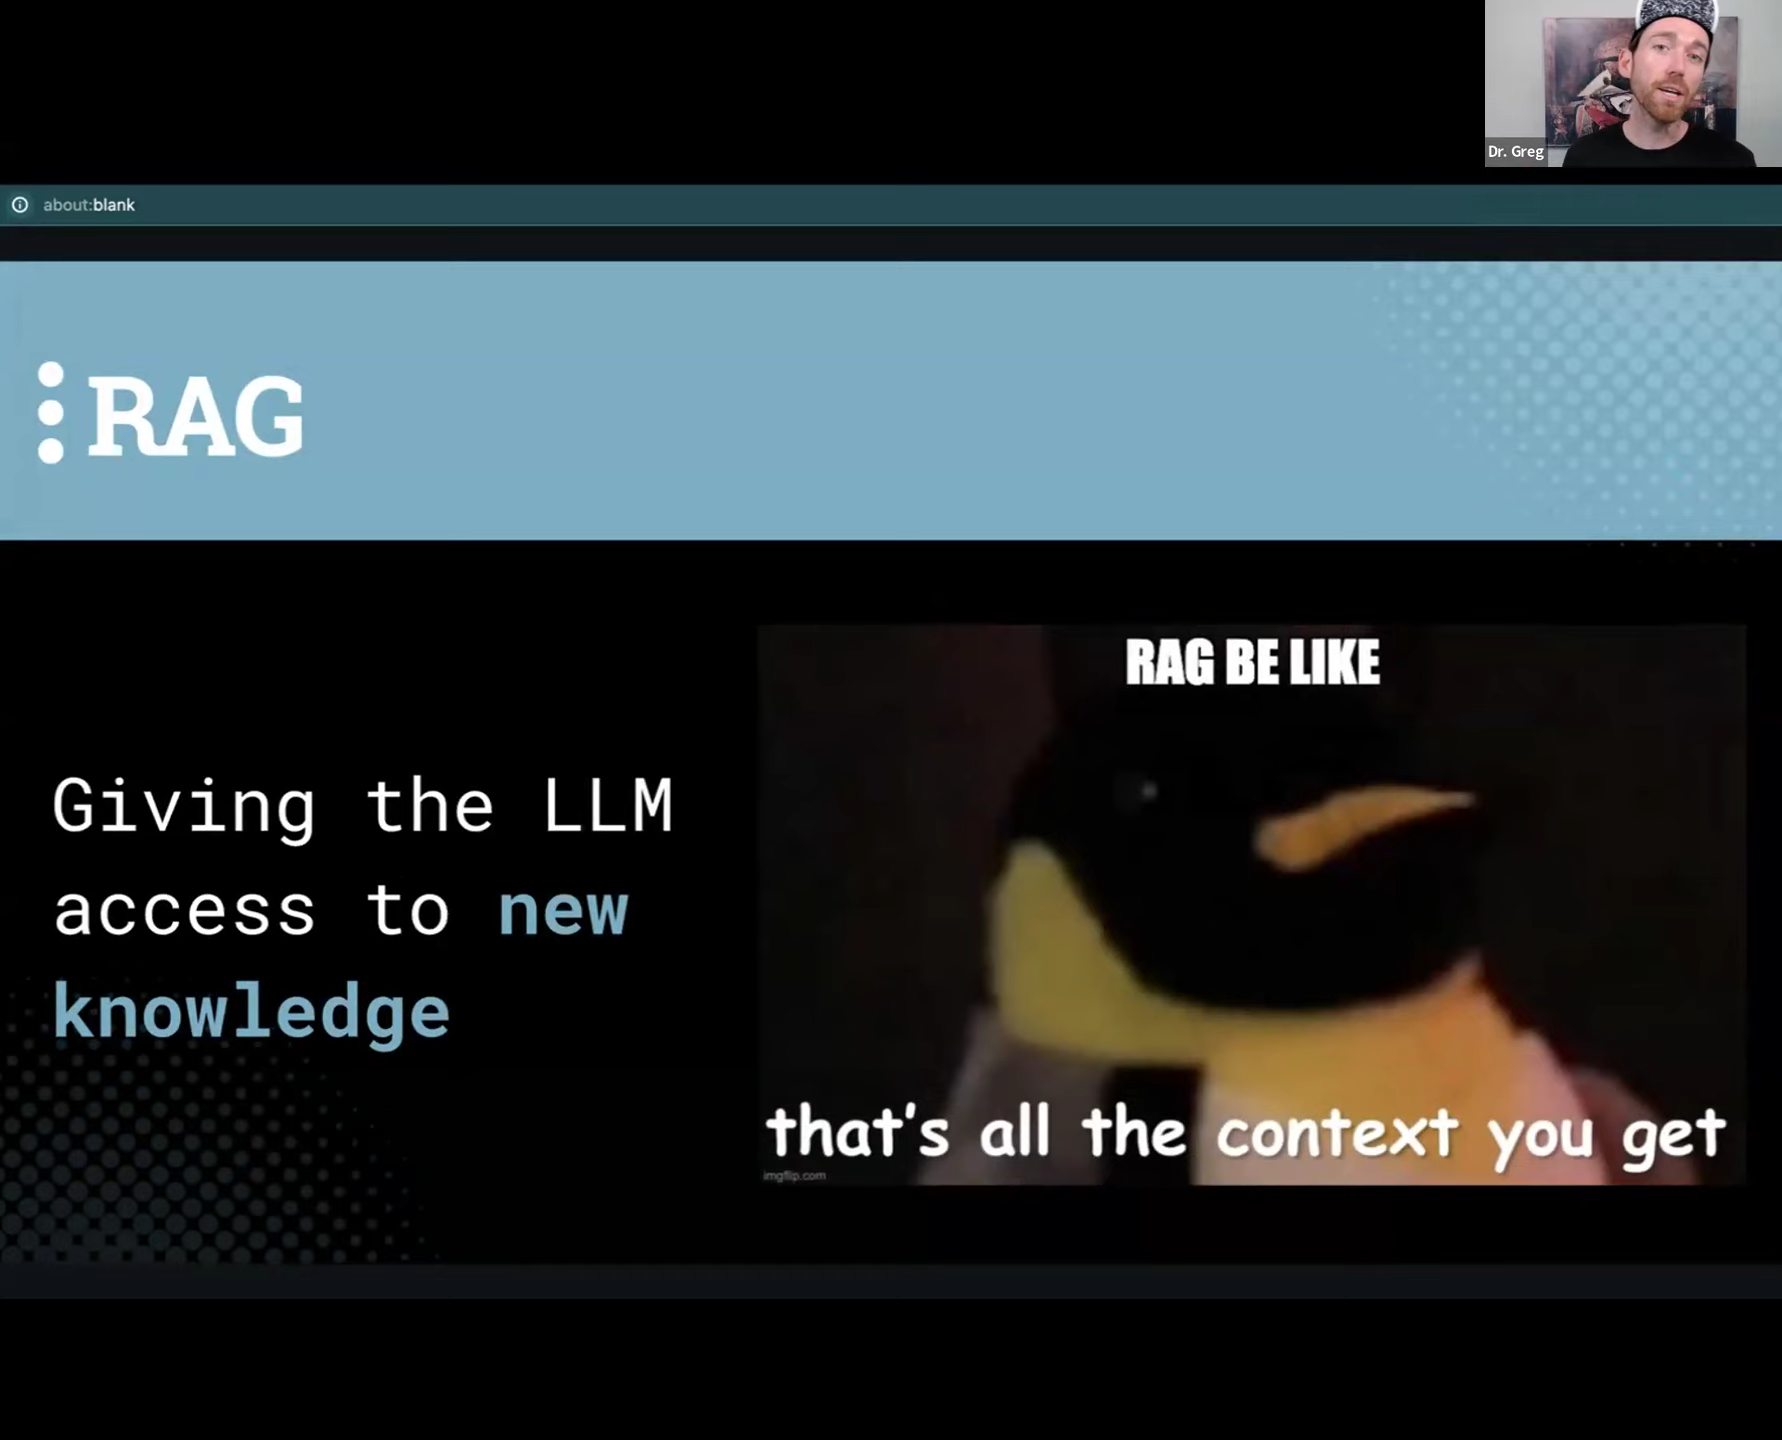 Dr. Greg
about:blank
RAG
Giving the LLM
access to new
knowledge
RAG BE LIKE
that's all the context you get
imgflip.com